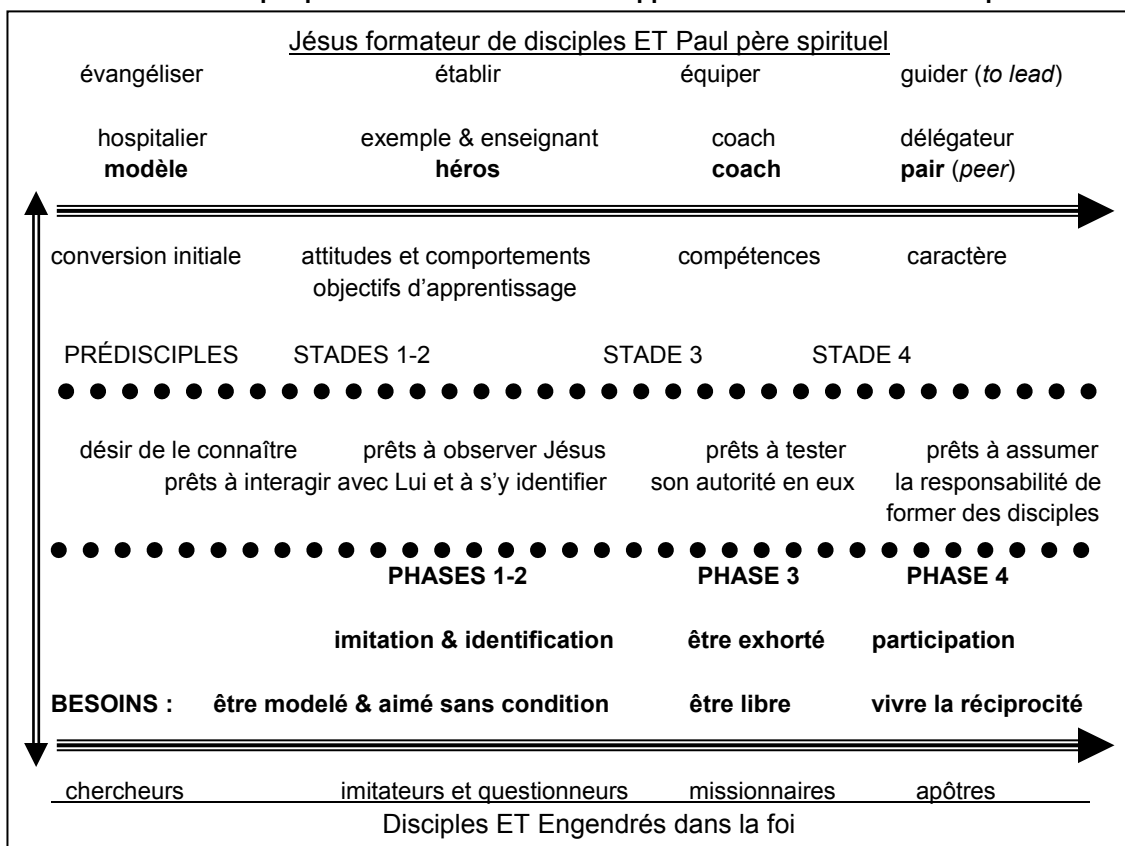 Jésus formateur de disciples ET Paul père spirituel
évangéliser établir équiper guider (to lead)
hospitalier exemple & enseignant coach délégateur
modèle héros coach pair (peer)
conversion initiale attitudes et comportements compétences caractère
objectifs d’apprentissage
PRÉDISCIPLES STADES 1-2 STADE 3 STADE 4
désir de le connaître prêts à observer Jésus prêts à tester prêts à assumer
prêts à interagir avec Lui et à s’y identifier son autorité en eux la responsabilité de
former des disciples
PHASES 1-2 PHASE 3 PHASE 4
imitation & identification être exhorté participation
BESOINS : être modelé & aimé sans condition être libre vivre la réciprocité
chercheurs imitateurs et questionneurs missionnaires apôtres
Disciples ET Engendrés dans la foi